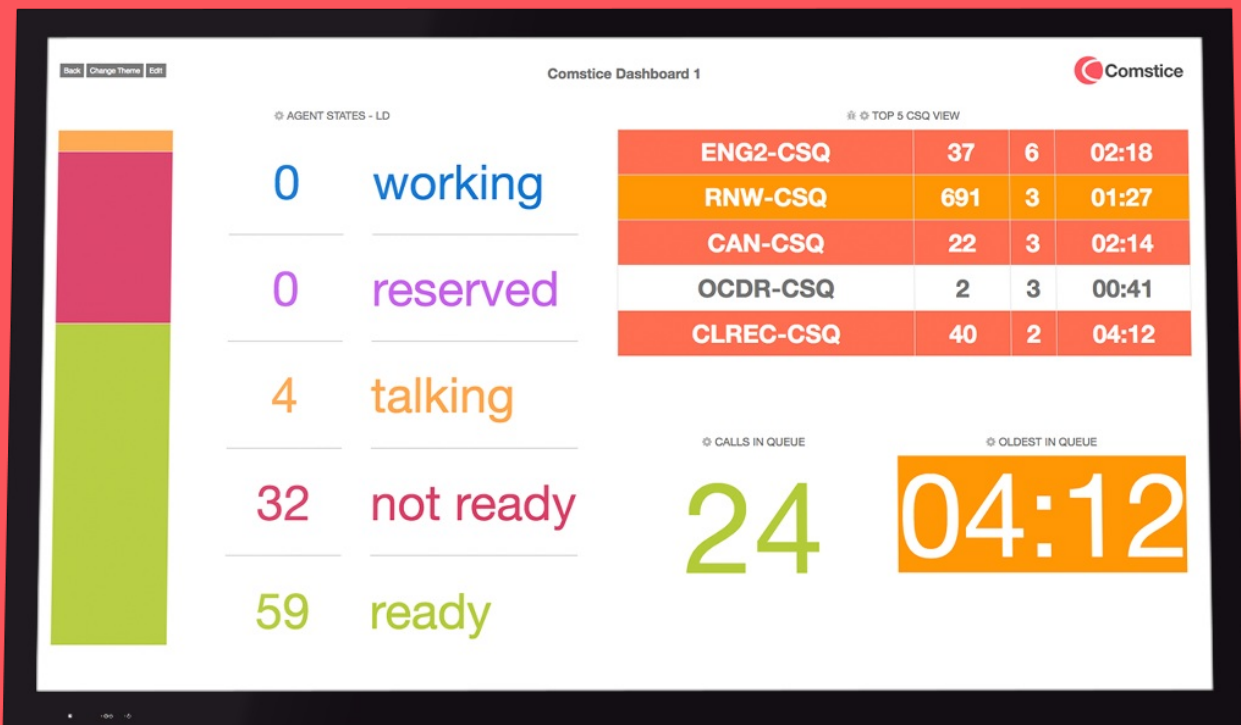 Back Change Theme Edit
Comstice Dashboard 1
Comstice
AGENT STATES - LD
0 working
0 reserved
4 talking
32 not ready
59 ready
TOP 5 CSQ VIEW
ENG2-CSQ 37 6 02:18
RNW-CSQ 691 3 01:27
CAN-CSQ 22 3 02:14
OCDR-CSQ 2 3 00:41
CLREC-CSQ 40 2 04:12
CALLS IN QUEUE
24
OLDEST IN QUEUE
04:12